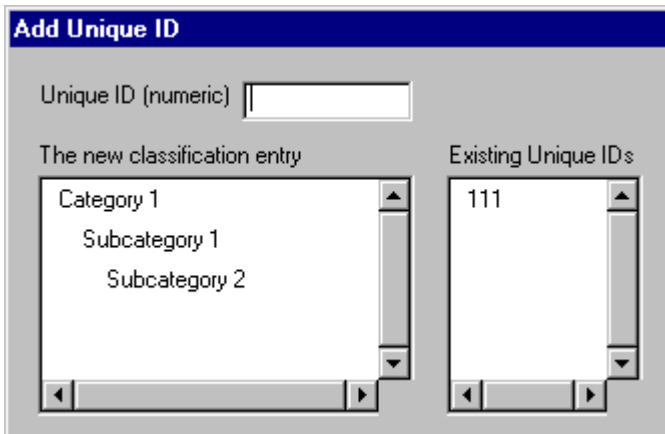 Add Unique ID
Unique ID (numeric)
The new classification entry
Category 1
Subcategory 1
Subcategory 2
Existing Unique IDs
111